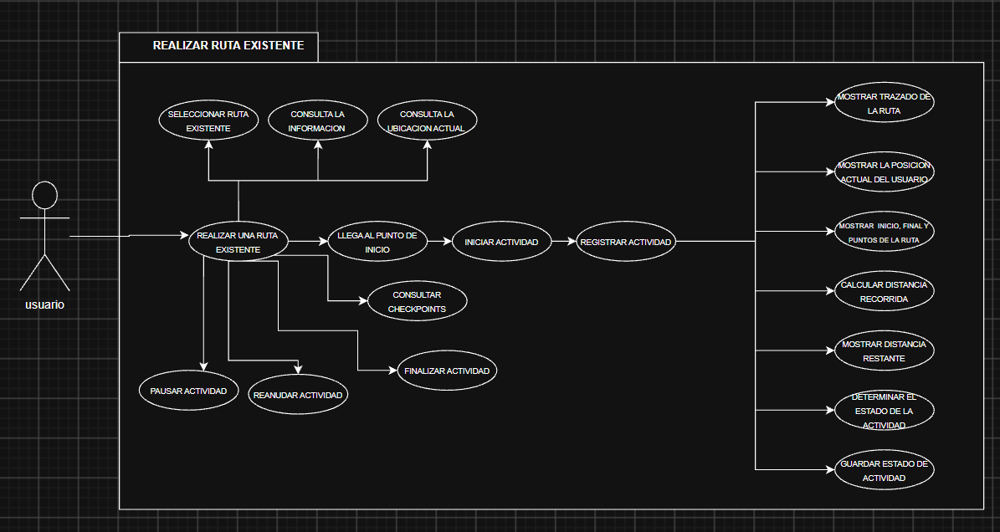 REALIZAR RUTA EXISTENTE
SELECCIONAR RUTA
EXISTENTE
CONSULTA LA
INFORMACION
CONSULTA LA
UBICACION ACTUAL
MOSTRAR TRAZADO DE
LA RUTA
MOSTRAR LA POSICION
ACTUAL DEL USUARIO
usuario
REALIZAR UNA RUTA
EXISTENTE
LLEGA AL PUNTO DE
INICIO
INICIAR ACTIVIDAD
REGISTRAR ACTIVIDAD
MOSTRAR INICIO, FINAL Y
PUNTOS DE LA RUTA
CONSULTAR
CHECKPOINTS
CALCULAR DISTANCIA
RECORRIDA
FINALIZAR ACTIVIDAD
MOSTRAR DISTANCIA
RESTANTE
PAUSAR ACTIVIDAD
REANUDAR ACTIVIDAD
DETERMINAR EL
ESTADO DE LA
ACTIVIDAD
GUARDAR ESTADO DE
ACTIVIDAD